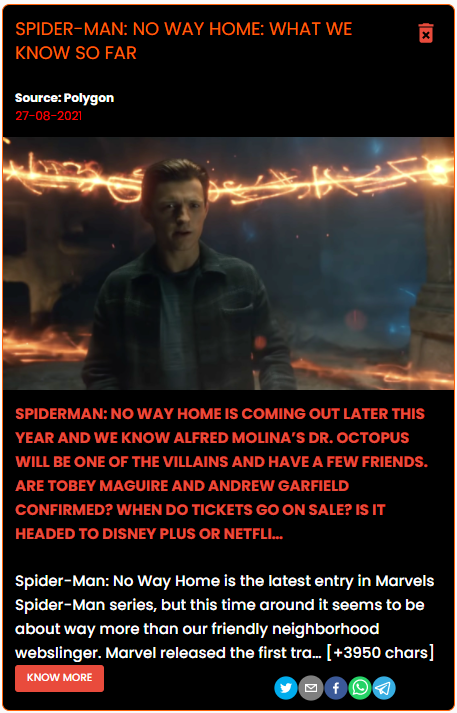 SPIDER-MAN: NO WAY HOME: WHAT WE
KNOW SO FAR
Source: Polygon
27-08-2021
SPIDERMAN: NO WAY HOME IS COMING OUT LATER THIS
YEAR AND WE KNOW ALFRED MOLINA'S DR. OCTOPUS
WILL BE ONE OF THE VILLAINS AND HAVE A FEW FRIENDS.
ARE TOBEY MAGUIRE AND ANDREW GARFIELD
CONFIRMED? WHEN DO TICKETS GO ON SALE? IS IT
HEADED TO DISNEY PLUS OR NETFLI…
Spider-Man: No Way Home is the latest entry in Marvels
Spider-Man series, but this time around it seems to be
about way more than our friendly neighborhood
webslinger. Marvel released the first tra… [+3950 chars]
KNOW MORE